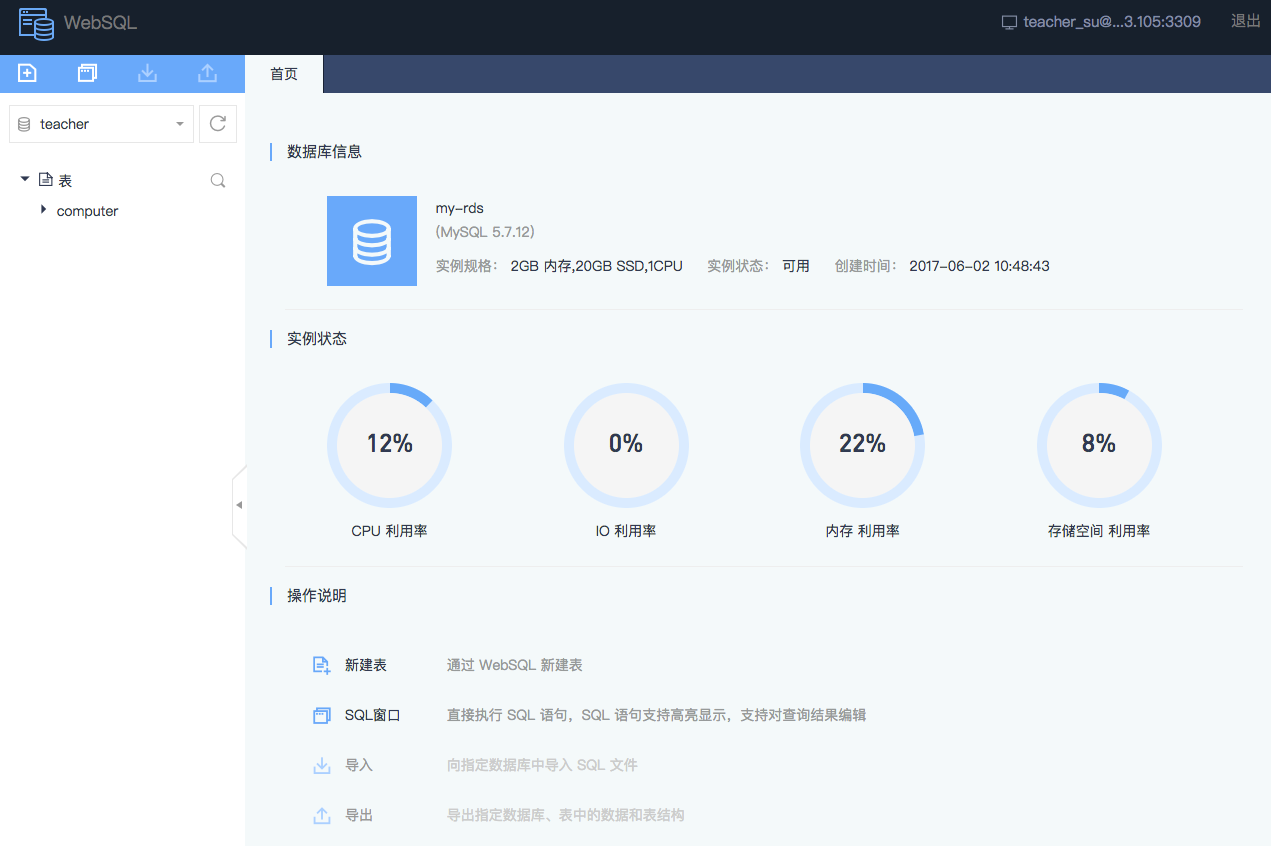 WebSQL
teacher_su@...3.105:3309 退出
首页
teacher
表
computer
数据库信息
my-rds
(MySQL 5.7.12)
实例规格： 2GB 内存,20GB SSD,1CPU 实例状态： 可用 创建时间： 2017-06-02 10:48:43
实例状态
12% 0% 22% 8%
CPU 利用率 IO 利用率 内存 利用率 存储空间 利用率
操作说明
新建表 通过 WebSQL 新建表
SQL窗口 直接执行 SQL 语句，SQL 语句支持高亮显示，支持对查询结果编辑
导入 向指定数据库中导入 SQL 文件
导出 导出指定数据库、表中的数据和表结构